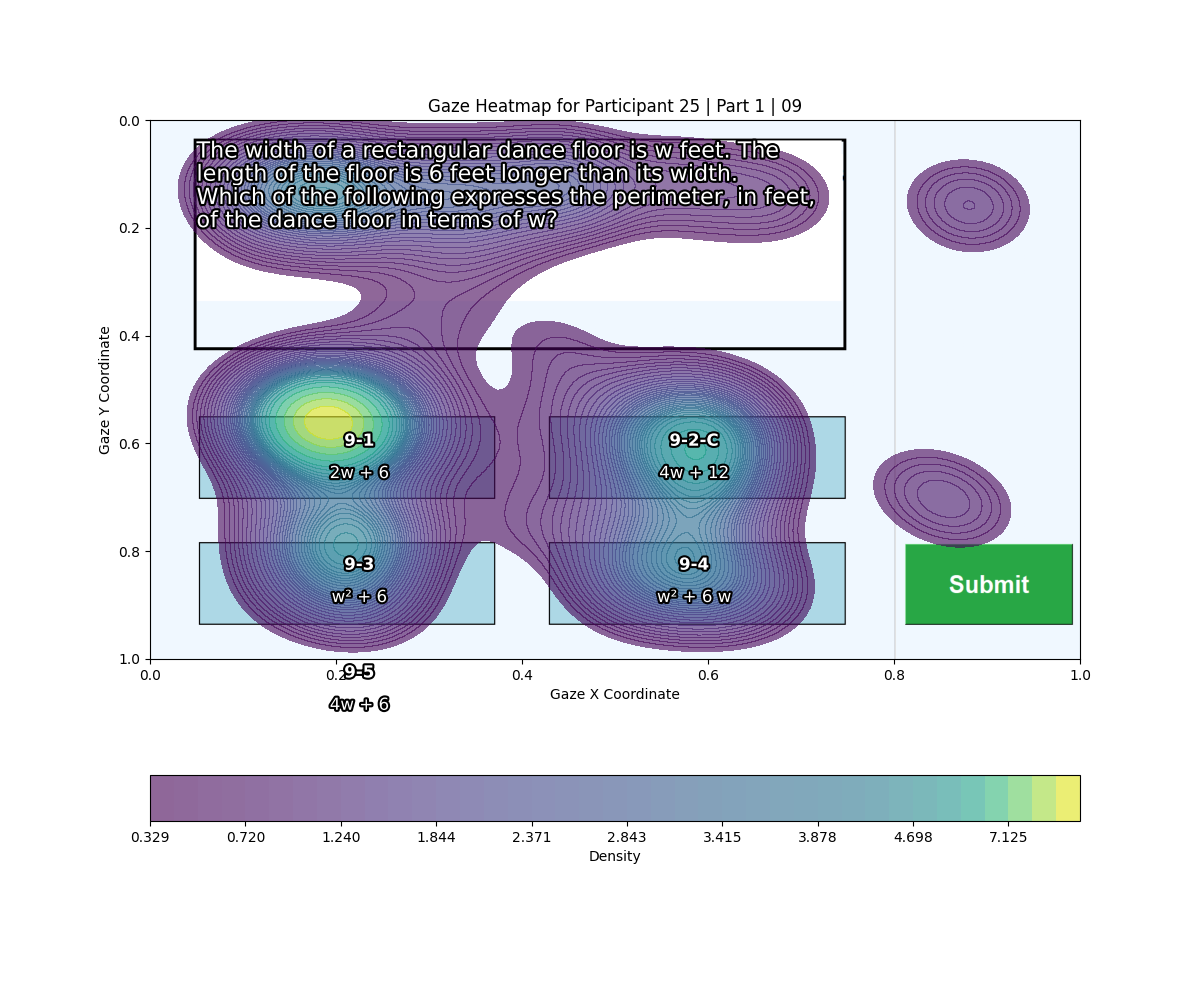 Gaze Heatmap for Participant 25 | Part 1 | 09
The width of a rectangular dance floor is w feet. The
length of the floor is 6 feet longer than its width.
Which of the following expresses the perimeter, in feet,
of the dance floor in terms of w?
0.0
0.2
0.4
0.6
0.8
1.0
Gaze Y Coordinate
9-1
2w + 6
9-2-C
4w + 12
9-3
w² + 6
9-4
w² + 6 w
Submit
0.0
0.2
0.4
0.6
0.8
1.0
9-5
4w + 6
Gaze X Coordinate
0.329
0.720
1.240
1.844
2.371
2.843
3.415
3.878
4.698
7.125
Density